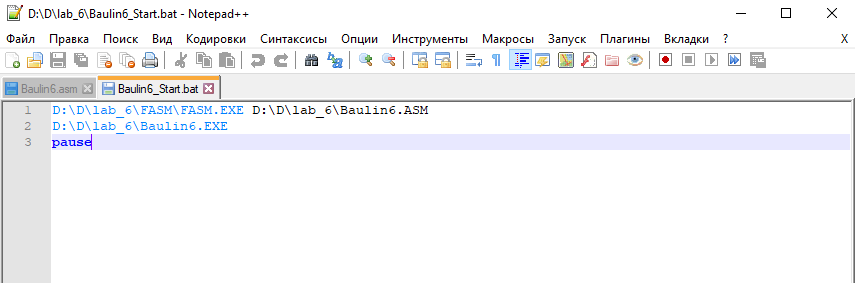 D:\D\lab_6\Baulin6_Start.bat - Notepad++
Файл Правка Поиск Вид Кодировки Синтаксисы Опции Инструменты Макросы Запуск Плагины Вкладки ? X
Baulin6.asm Baulin6_Start.bat
1 D:\D\lab_6\FASM\FASM.EXE D:\D\lab_6\Baulin6.ASM
2 D:\D\lab_6\Baulin6.EXE
3 pause